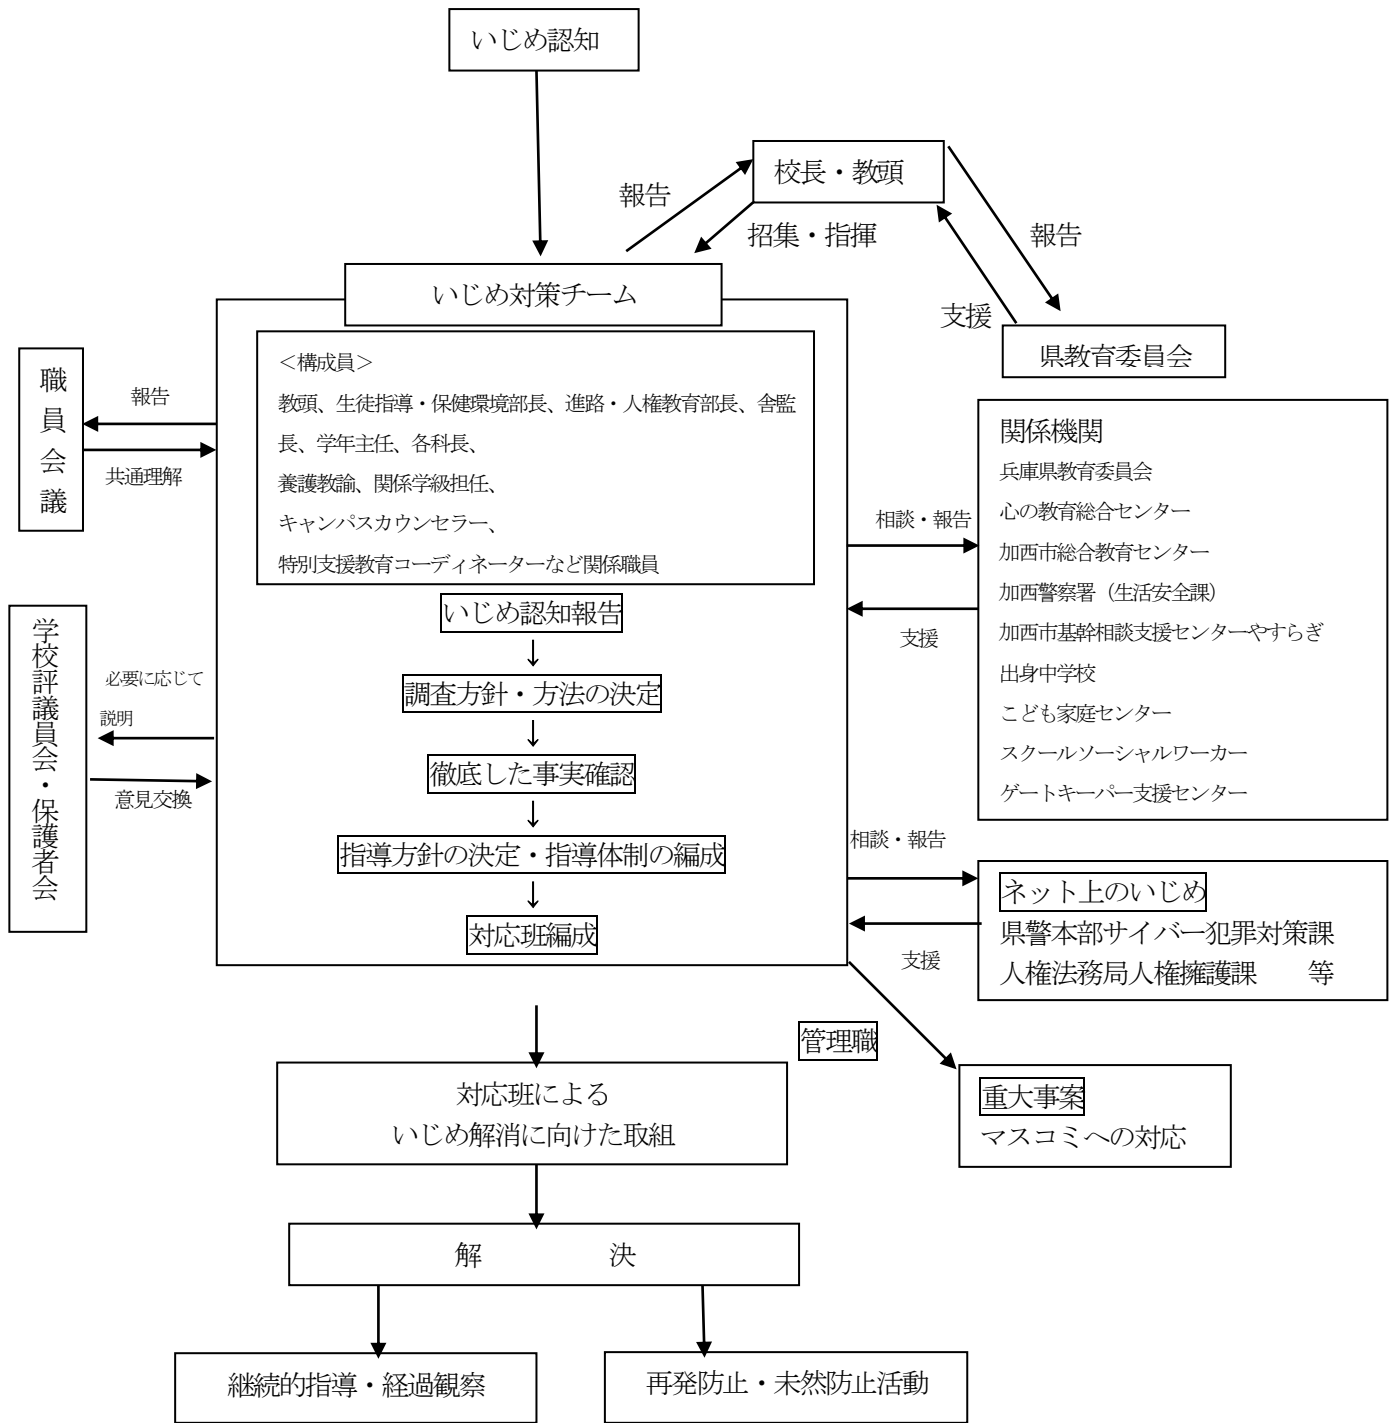 いじめ認知
校長・教頭
報告
招集・指揮
報告
支援
県教育委員会
いじめ対策チーム
＜構成員＞
教頭、生徒指導・保健環境部長、進路・人権教育部長、舎監
長、学年主任、各科長、
養護教諭、関係学級担任、
キャンパスカウンセラー、
特別支援教育コーディネーターなど関係職員
職員会議
報告
共通理解
学校評議員会・保護者会
必要に応じて
説明
意見交換
いじめ認知報告
↓
調査方針・方法の決定
↓
徹底した事実確認
↓
指導方針の決定・指導体制の編成
↓
対応班編成
相談・報告
支援
関係機関
兵庫県教育委員会
心の教育総合センター
加西市総合教育センター
加西警察署（生活安全課）
加西市基幹相談支援センターやすらぎ
出身中学校
こども家庭センター
スクールソーシャルワーカー
ゲートキーパー支援センター
相談・報告
支援
ネット上のいじめ
県警本部サイバー犯罪対策課
人権法務局人権擁護課　　等
管理職
重大事案
マスコミへの対応
対応班による
いじめ解消に向けた取組
解　　　　　決
継続的指導・経過観察
再発防止・未然防止活動